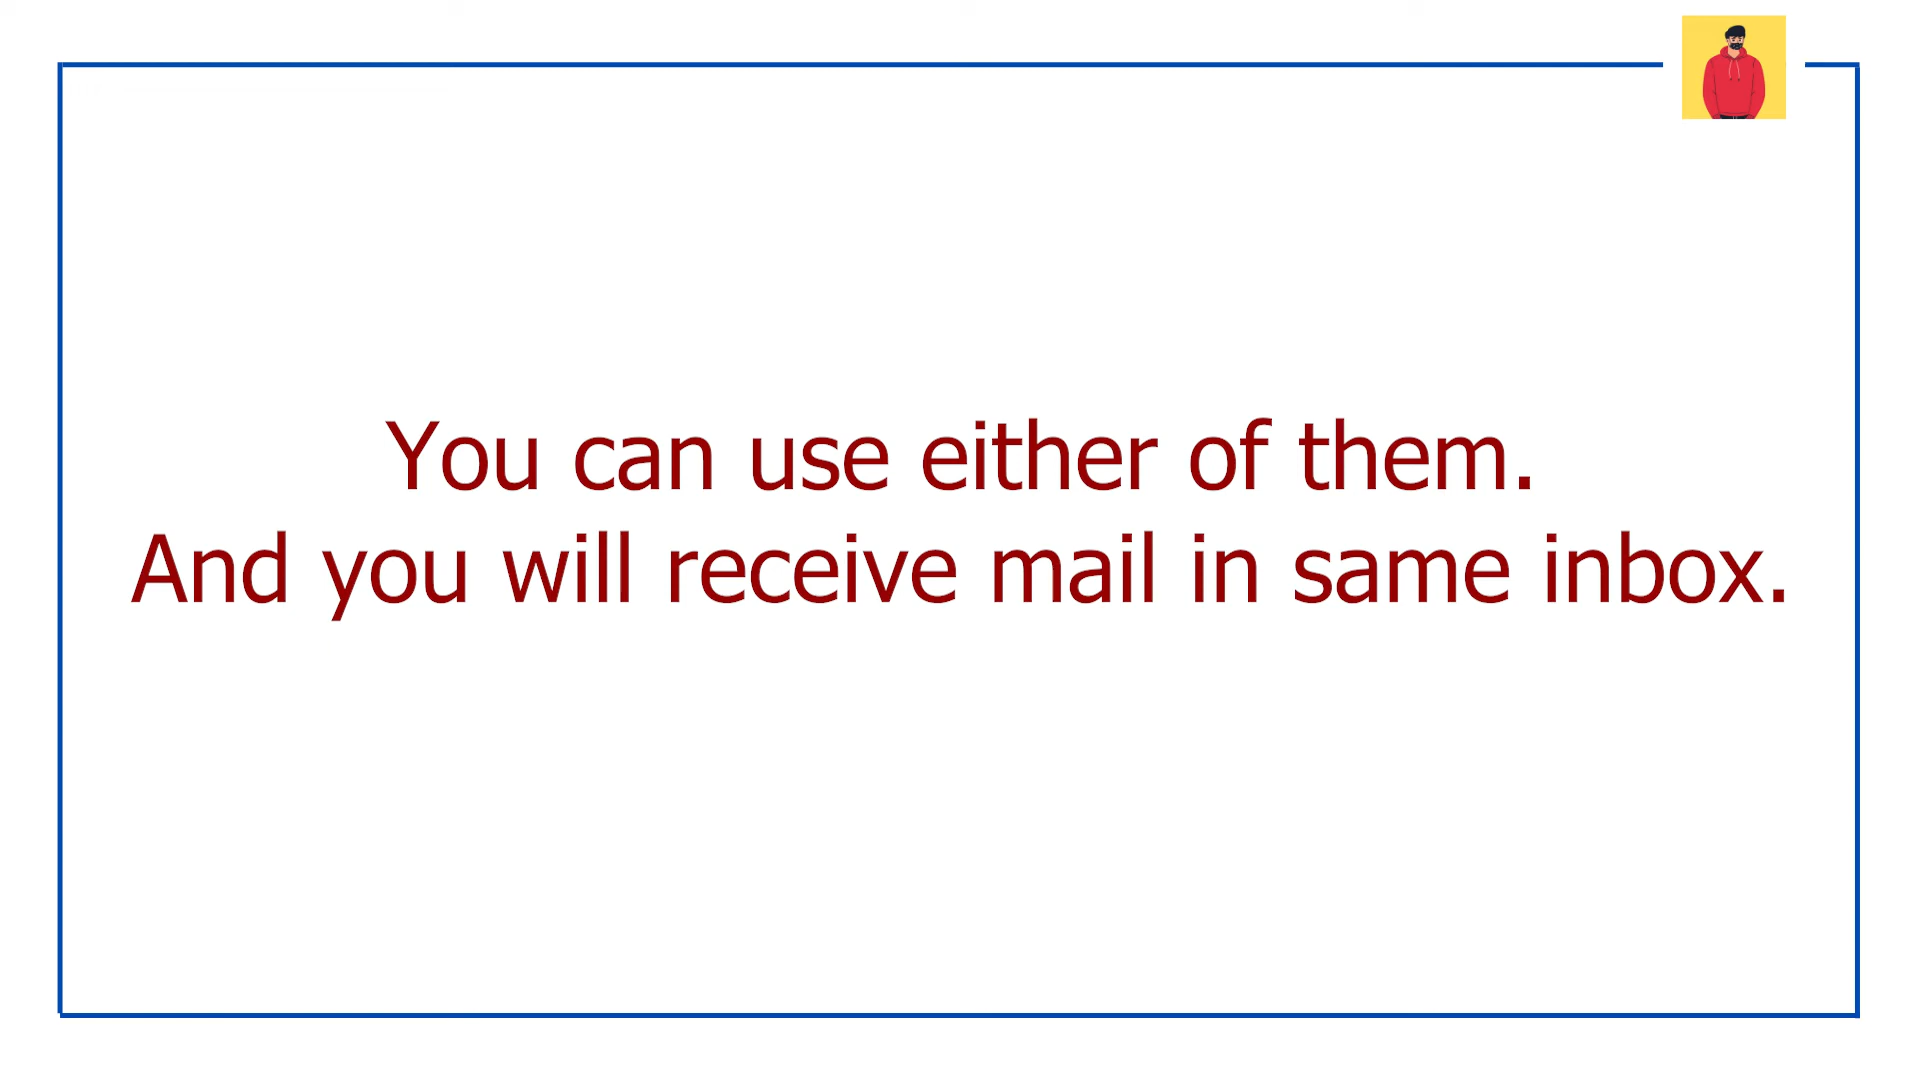 You can use either of them.
And you will receive mail in same inbox.